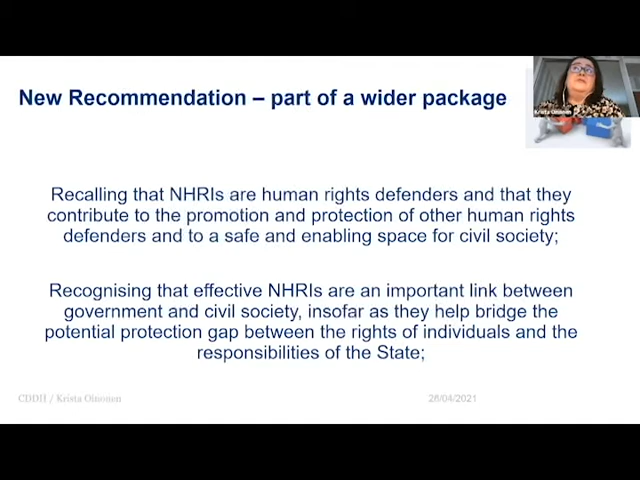 New Recommendation – part of a wider package
Krista Oinonen
Recalling that NHRIs are human rights defenders and that they
contribute to the promotion and protection of other human rights
defenders and to a safe and enabling space for civil society;
Recognising that effective NHRIs are an important link between
government and civil society, insofar as they help bridge the
potential protection gap between the rights of individuals and the
responsibilities of the State;
CDDH / Krista Oinonen
28/04/2021